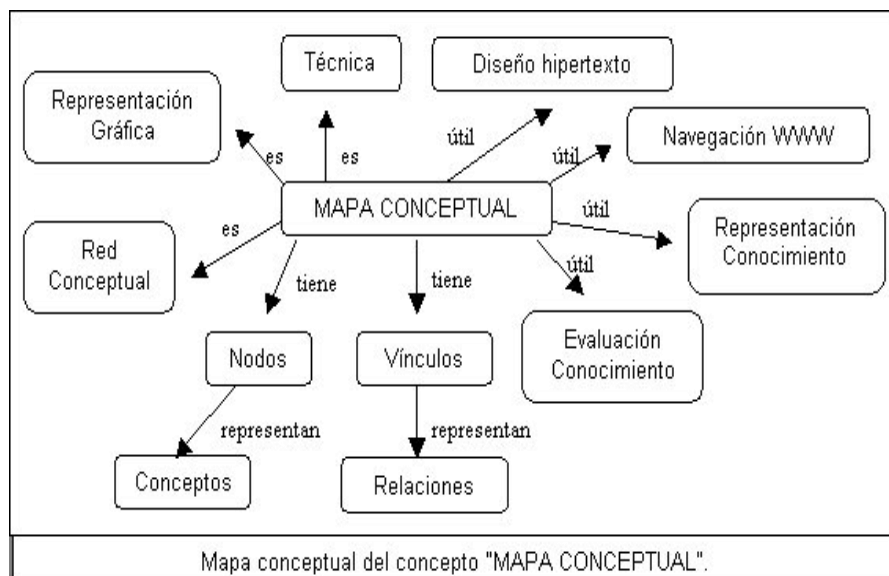 Técnica
Diseño hipertexto
Representación
Gráfica
Navegación WWW
es
es
útil
útil
MAPA CONCEPTUAL
útil
Representación
Conocimiento
es
Red
Conceptual
tiene
tiene
útil
Nodos
Vínculos
Evaluación
Conocimiento
representan
representan
Conceptos
Relaciones
Mapa conceptual del concepto "MAPA CONCEPTUAL".